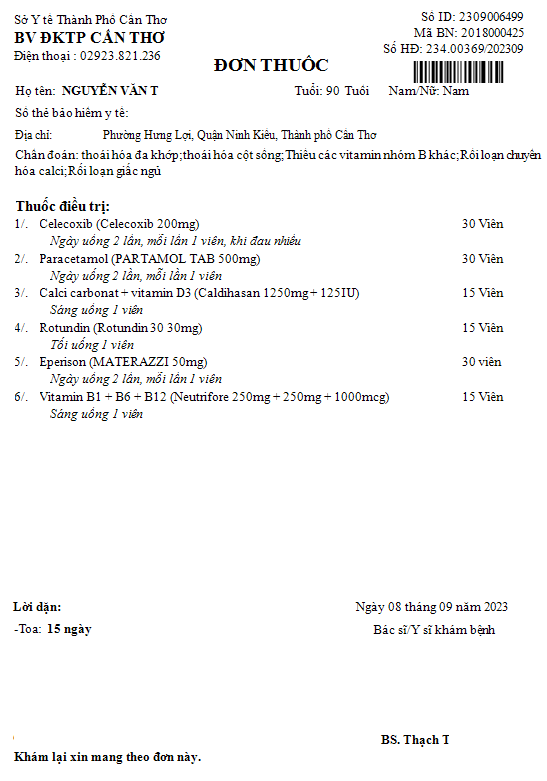 Sở Y tế Thành Phố Cần Thơ
BV ĐKTP CẦN THƠ
Điện thoại : 02923.821.236
Số ID: 2309006499
Mã BN: 2018000425
Số HĐ: 234.00369/202309
ĐƠN THUỐC
Họ tên: NGUYỄN VĂN T Tuổi: 90 Tuổi Nam/Nữ: Nam
Số thẻ bảo hiểm y tế:
Địa chỉ: Phường Hưng Lợi, Quận Ninh Kiều, Thành phố Cần Thơ
Chẩn đoán: thoái hóa đa khớp;thoái hóa cột sống;Thiếu các vitamin nhóm B khác;Rối loạn chuyên
hóa calci;Rối loạn giấc ngủ
Thuốc điều trị:
1/. Celecoxib (Celecoxib 200mg) 30 Viên
Ngày uống 2 lần, mỗi lần 1 viên, khi đau nhiều
2/. Paracetamol (PARTAMOL TAB 500mg) 30 Viên
Ngày uống 2 lần, mỗi lần 1 viên
3/. Calci carbonat + vitamin D3 (Caldihasan 1250mg + 125IU) 15 Viên
Sáng uống 1 viên
4/. Rotundin (Rotundin 30 30mg) 15 Viên
Tối uống 1 viên
5/. Eperison (MATERAZZI 50mg) 30 viên
Ngày uống 2 lần, mỗi lần 1 viên
6/. Vitamin B1 + B6 + B12 (Neutrifore 250mg + 250mg + 1000mcg) 15 Viên
Sáng uống 1 viên
Lời dặn:
-Toa: 15 ngày
Ngày 08 tháng 09 năm 2023
Bác sĩ/Y sĩ khám bệnh
BS. Thạch T
Khám lại xin mang theo đơn này.